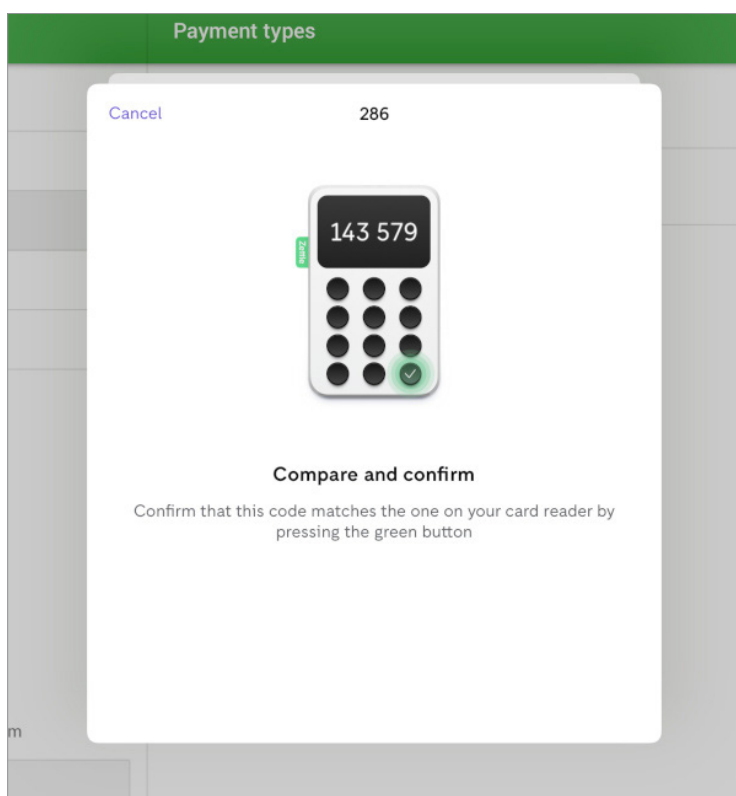 Payment types
Cancel
286
143 579
Zettle
Compare and confirm
Confirm that this code matches the one on your card reader by
pressing the green button
m